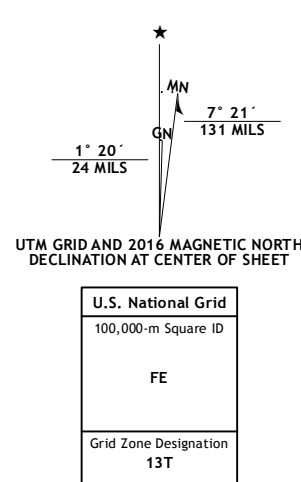 ★
MN
7° 21´
131 MILS
GN
1° 20´
24 MILS
UTM GRID AND 2016 MAGNETIC NORTH
DECLINATION AT CENTER OF SHEET
U.S. National Grid
100,000-m Square ID
FE
Grid Zone Designation
13T